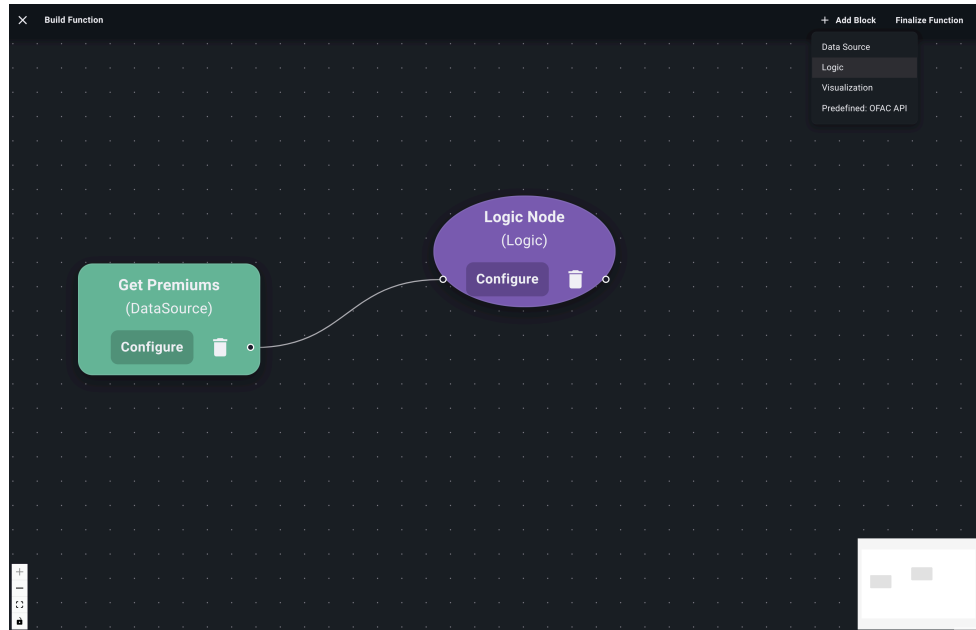 Build Function
+ Add Block
Finalize Function
Data Source
Logic
Visualization
Predefined: OFAC API
Logic Node
(Logic)
Configure
Get Premiums
(DataSource)
Configure